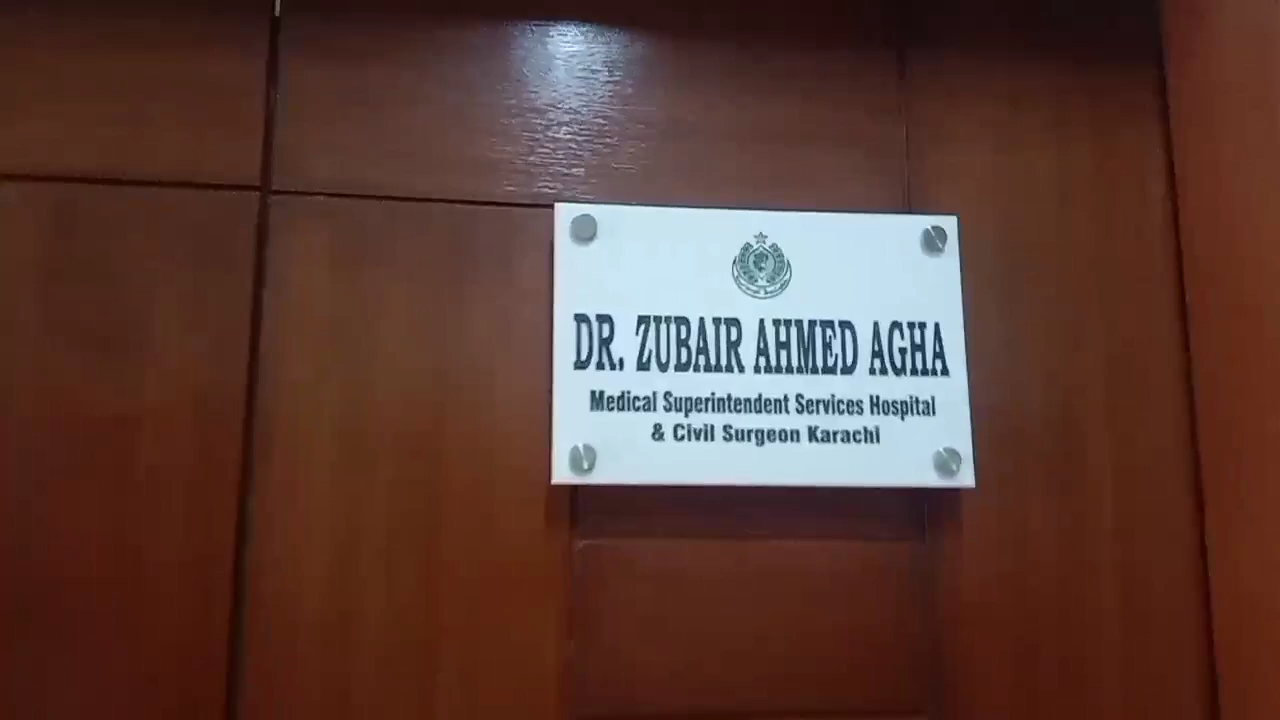 DR. ZUBAIR AHMED AGHA
Medical Superintendent Services Hospital
& Civil Surgeon Karachi